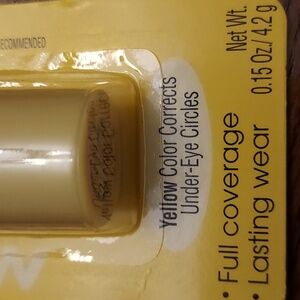 RECOMMENDED
Net Wt.
0.15 Oz/ 4.2 g
Yellow Color Corrects
Under-Eye Circles
• Full coverage
• Lasting wear